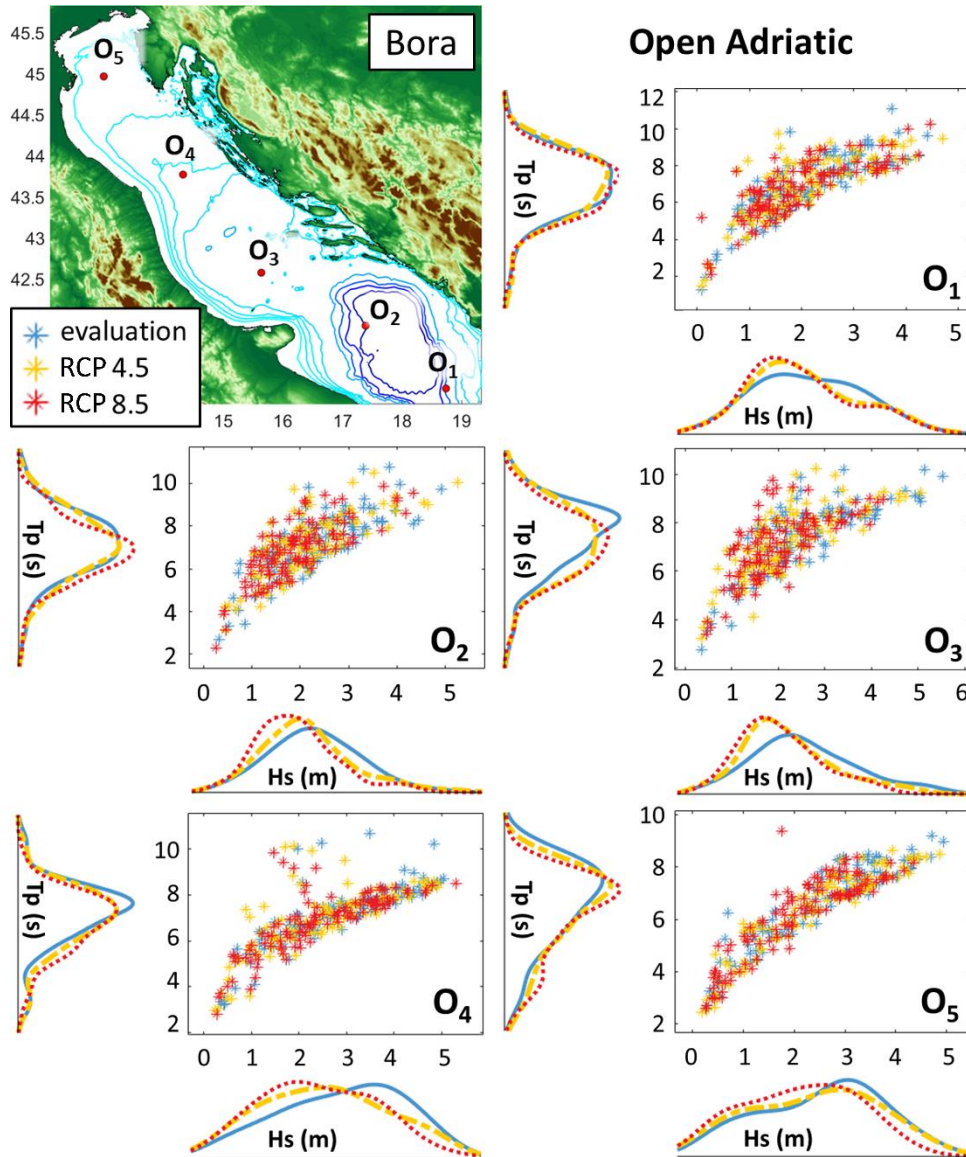 Bora
Open Adriatic
45.5
45
44.5
44
43.5
43
42.5
O5
O4
O3
O2
O1
evaluation
RCP 4.5
RCP 8.5
15 16 17 18 19
Tp (s)
12
10
8
6
4
2
O1
0 1 2 3 4 5
Hs (m)
Tp (s)
10
8
6
4
2
O2
0 1 2 3 4 5
Hs (m)
Tp (s)
10
8
6
4
2
O3
0 1 2 3 4 5 6
Hs (m)
Tp (s)
10
8
6
4
2
O4
0 1 2 3 4 5
Hs (m)
Tp (s)
10
8
6
4
2
O5
0 1 2 3 4 5
Hs (m)